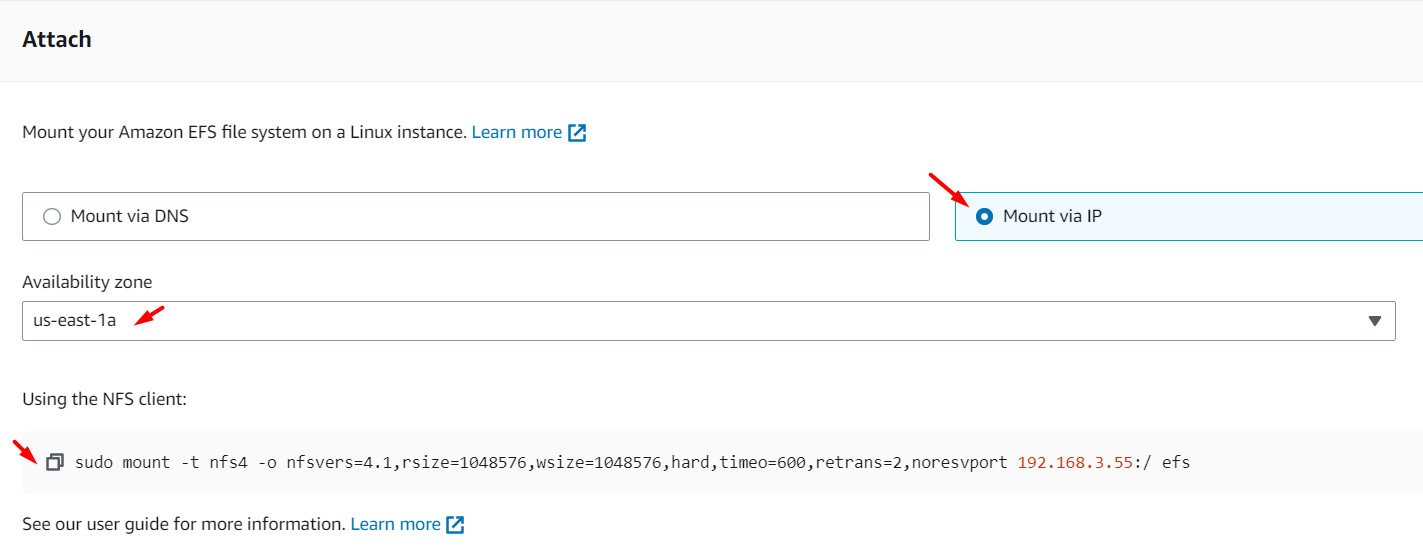 Attach
Mount your Amazon EFS file system on a Linux instance. Learn more
Mount via DNS
Mount via IP
Availability zone
us-east-1a
Using the NFS client:
sudo mount -t nfs4 -o nfsvers=4.1,rsize=1048576,wsize=1048576,hard,timeo=600,retrans=2,noresvport 192.168.3.55:/ efs
See our user guide for more information. Learn more